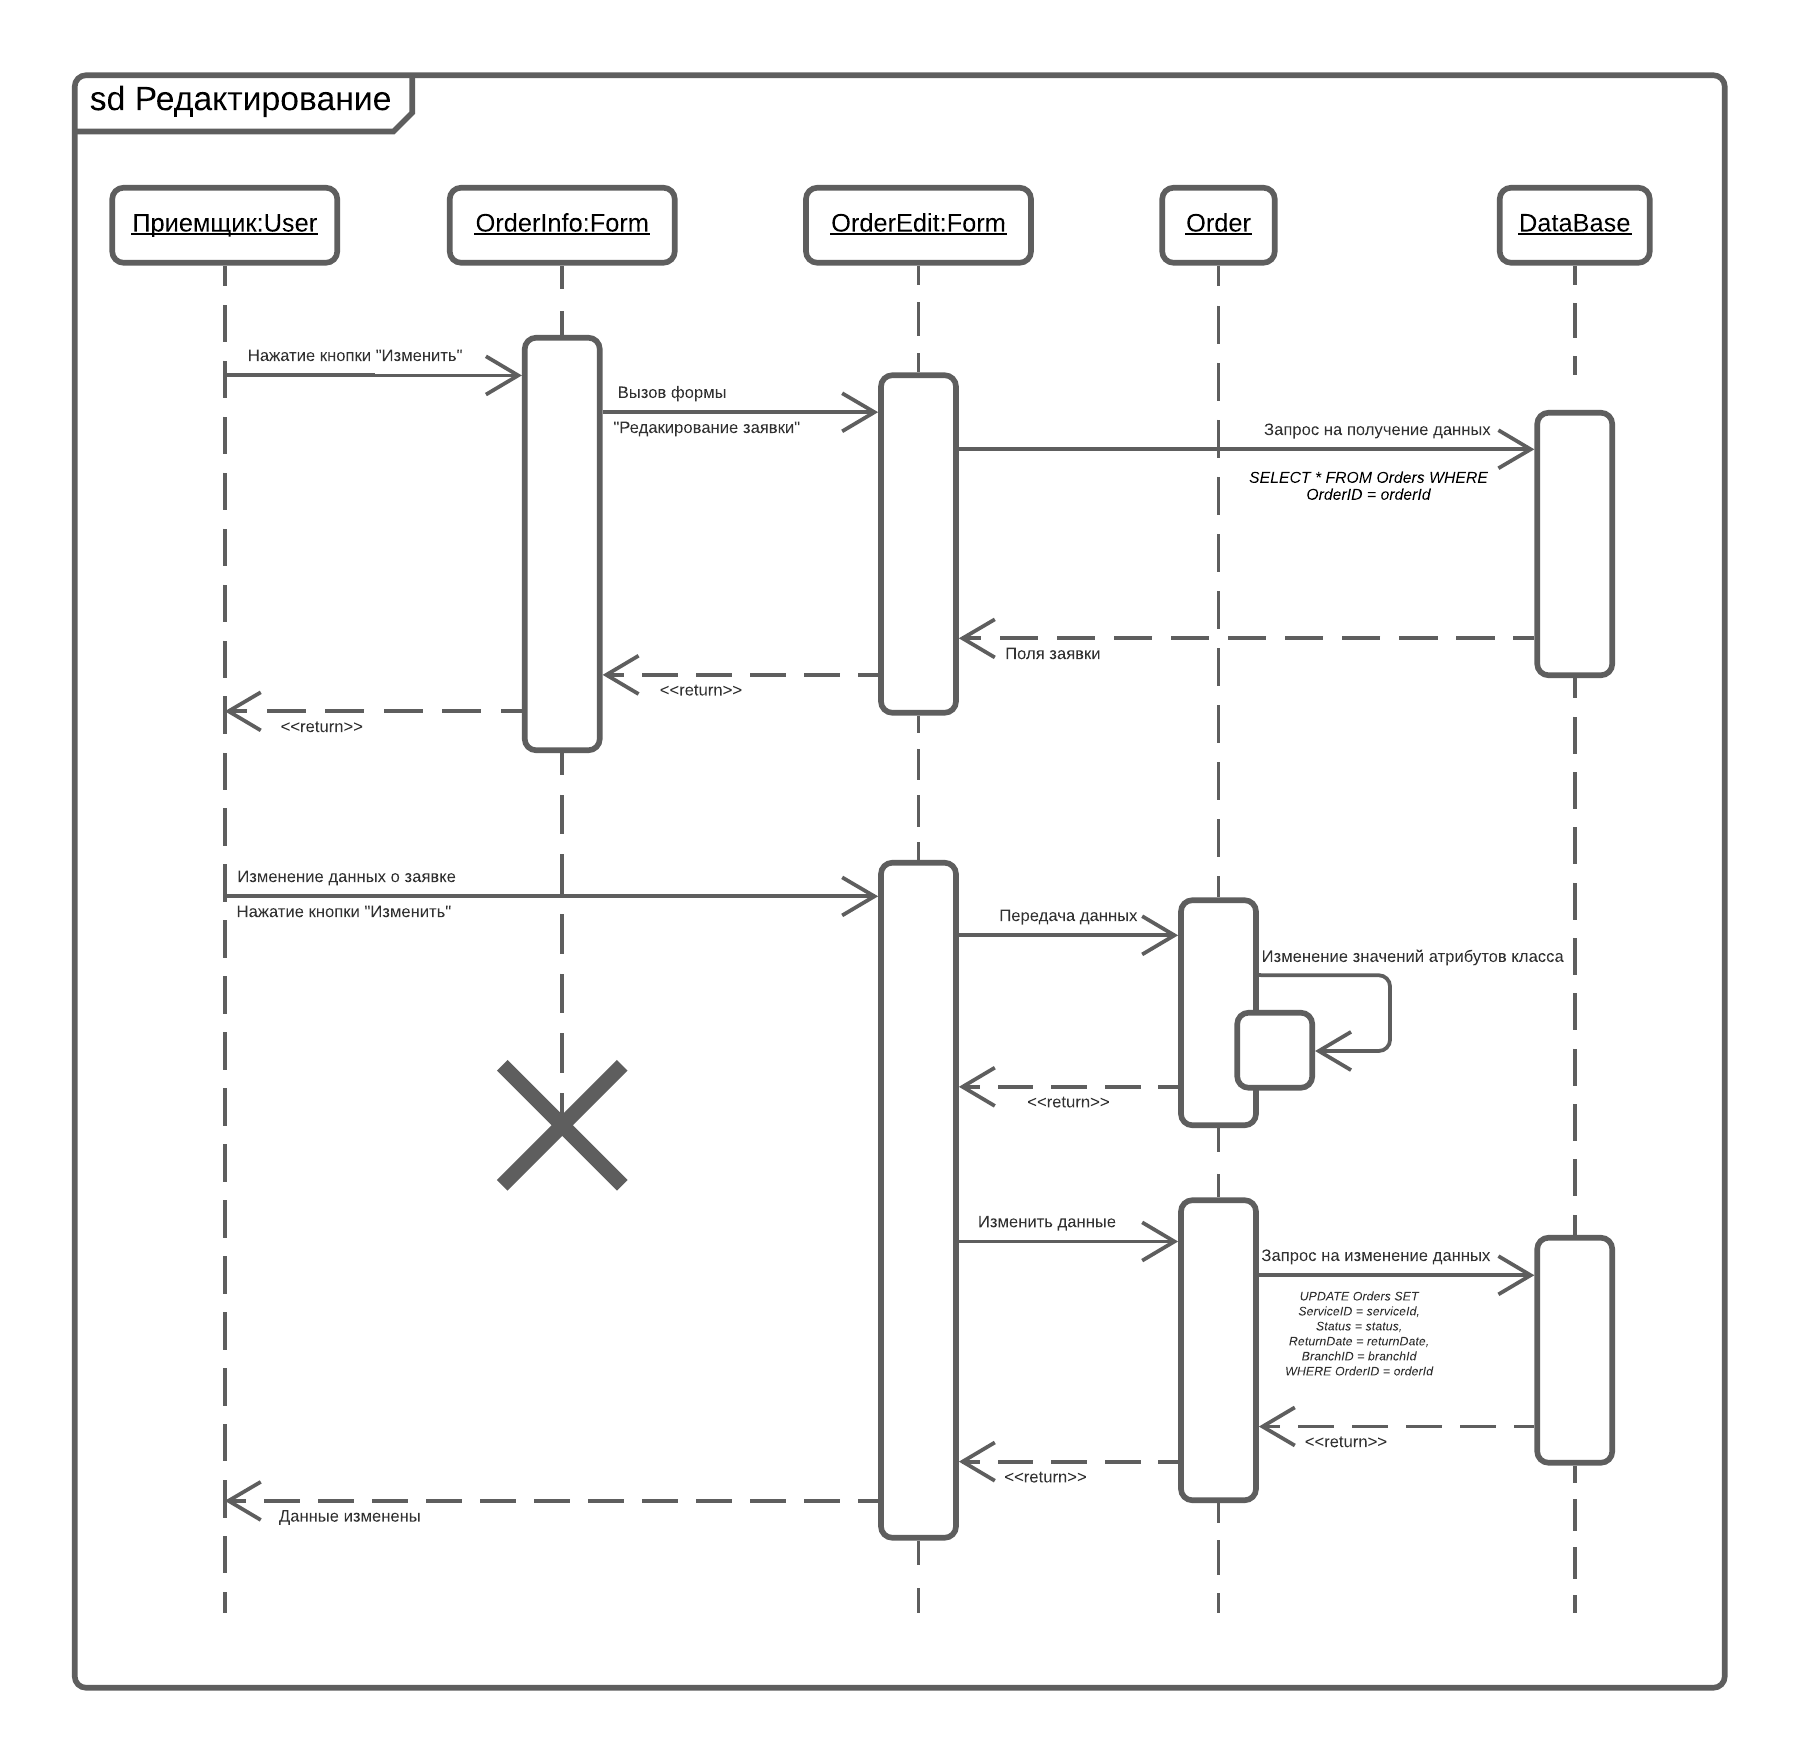 sd Редактирование
Приемщик:User
OrderInfo:Form
OrderEdit:Form
Order
DataBase
Нажатие кнопки "Изменить"
Вызов формы
"Редакирование заявки"
Запрос на получение данных
SELECT * FROM Orders WHERE
OrderID = orderId
Поля заявки
<<return>>
<<return>>
Изменение данных о заявке
Нажатие кнопки "Изменить"
Передача данных
Изменение значений атрибутов класса
<<return>>
Изменить данные
Запрос на изменение данных
UPDATE Orders SET
ServiceID = serviceId,
Status = status,
ReturnDate = returnDate,
BranchID = branchId
WHERE OrderID = orderId
<<return>>
<<return>>
Данные изменены